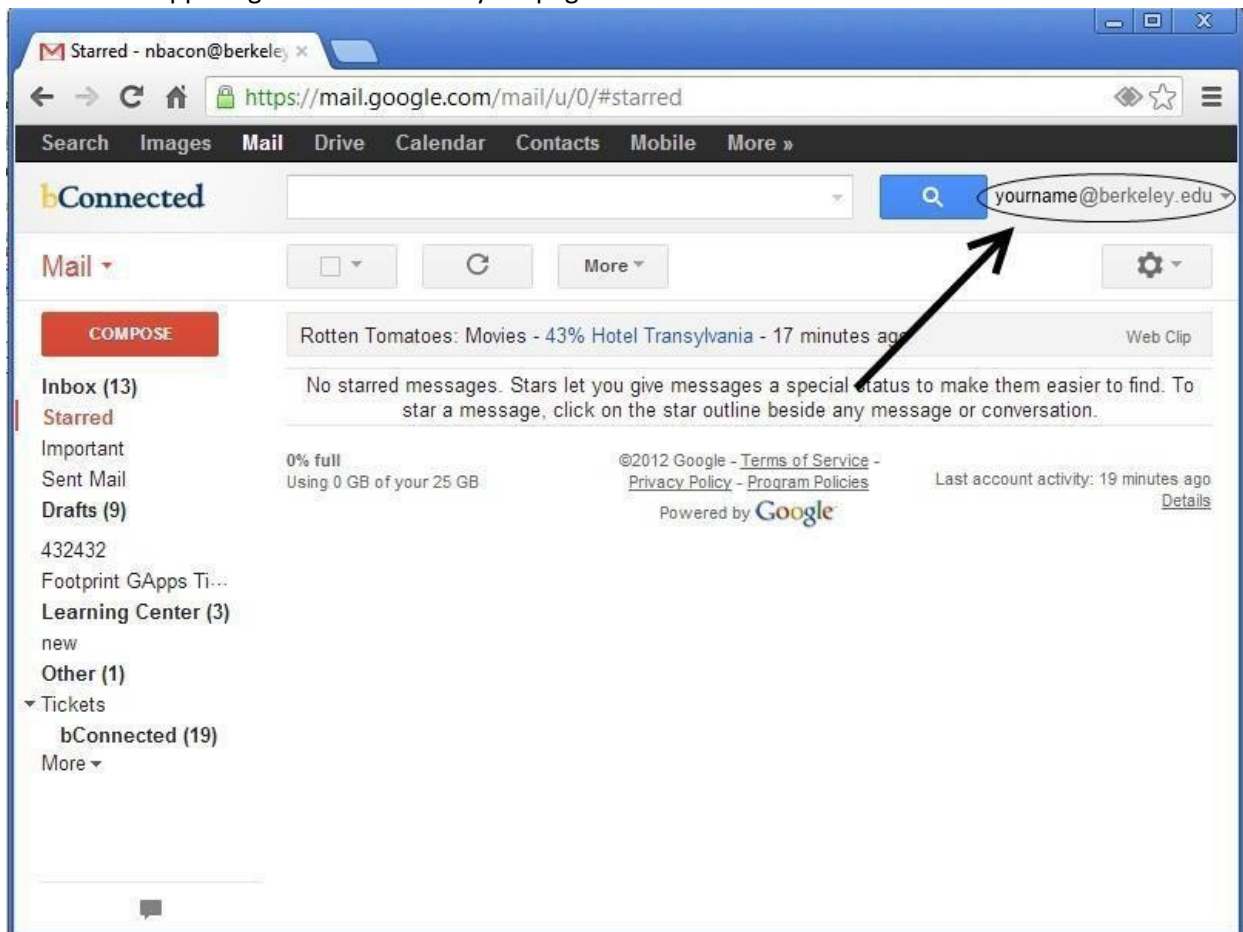 Starred - nbacon@berkeley
https://mail.google.com/mail/u/0/#starred
Search Images Mail Drive Calendar Contacts Mobile More »
bConnected
yourname@berkeley.edu
Mail
More
COMPOSE
Rotten Tomatoes: Movies - 43% Hotel Transylvania - 17 minutes ago
Web Clip
No starred messages. Stars let you give messages a special status to make them easier to find. To
star a message, click on the star outline beside any message or conversation.
Inbox (13)
Starred
Important
Sent Mail
Drafts (9)
432432
Footprint GApps Ti...
Learning Center (3)
new
Other (1)
Tickets
bConnected (19)
More
0% full
Using 0 GB of your 25 GB
©2012 Google - Terms of Service -
Privacy Policy - Program Policies
Powered by Google
Last account activity: 19 minutes ago
Details